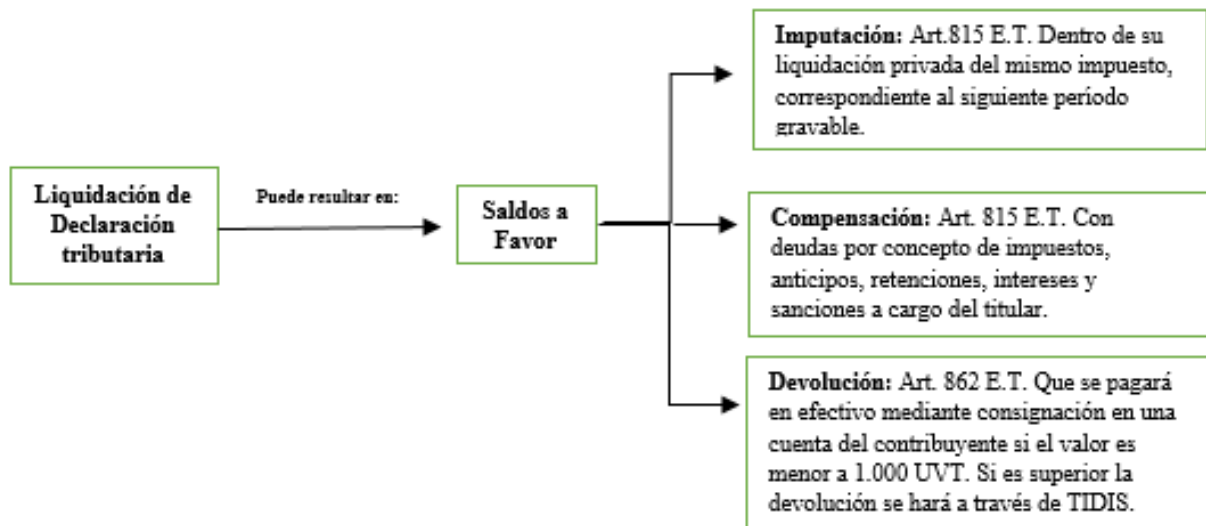 Liquidación de
Declaración
tributaria
Puede resultar en:
Saldos a
Favor
Imputación: Art.815 E.T. Dentro de su
liquidación privada del mismo impuesto,
correspondiente al siguiente período
gravable.
Compensación: Art. 815 E.T. Con
deudas por concepto de impuestos,
anticipos, retenciones, intereses y
sanciones a cargo del titular.
Devolución: Art. 862 E.T. Que se pagará
en efectivo mediante consignación en una
cuenta del contribuyente si el valor es
menor a 1.000 UVT. Si es superior la
devolución se hará a través de TIDIS.